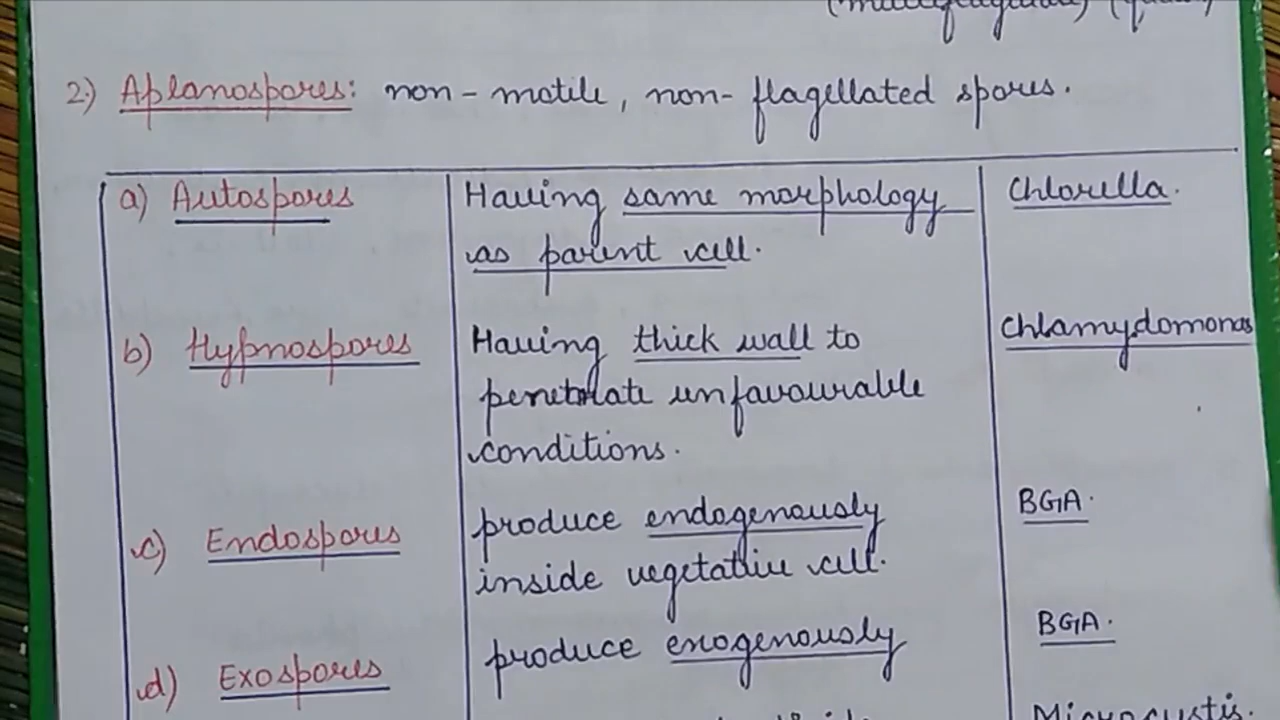 2.) Aplanospores: non-motile, non-flagellated spores.
a) Autospores Having same morphology Chlorella.
as parent cell.
b) Hypnospores Having thick wall to Chlamydomonas
penetrate unfavourable
conditions.
c) Endospores produce endogenously BGA.
inside vegetative cell.
d) Exospores produce exogenously BGA.
Microcystis.